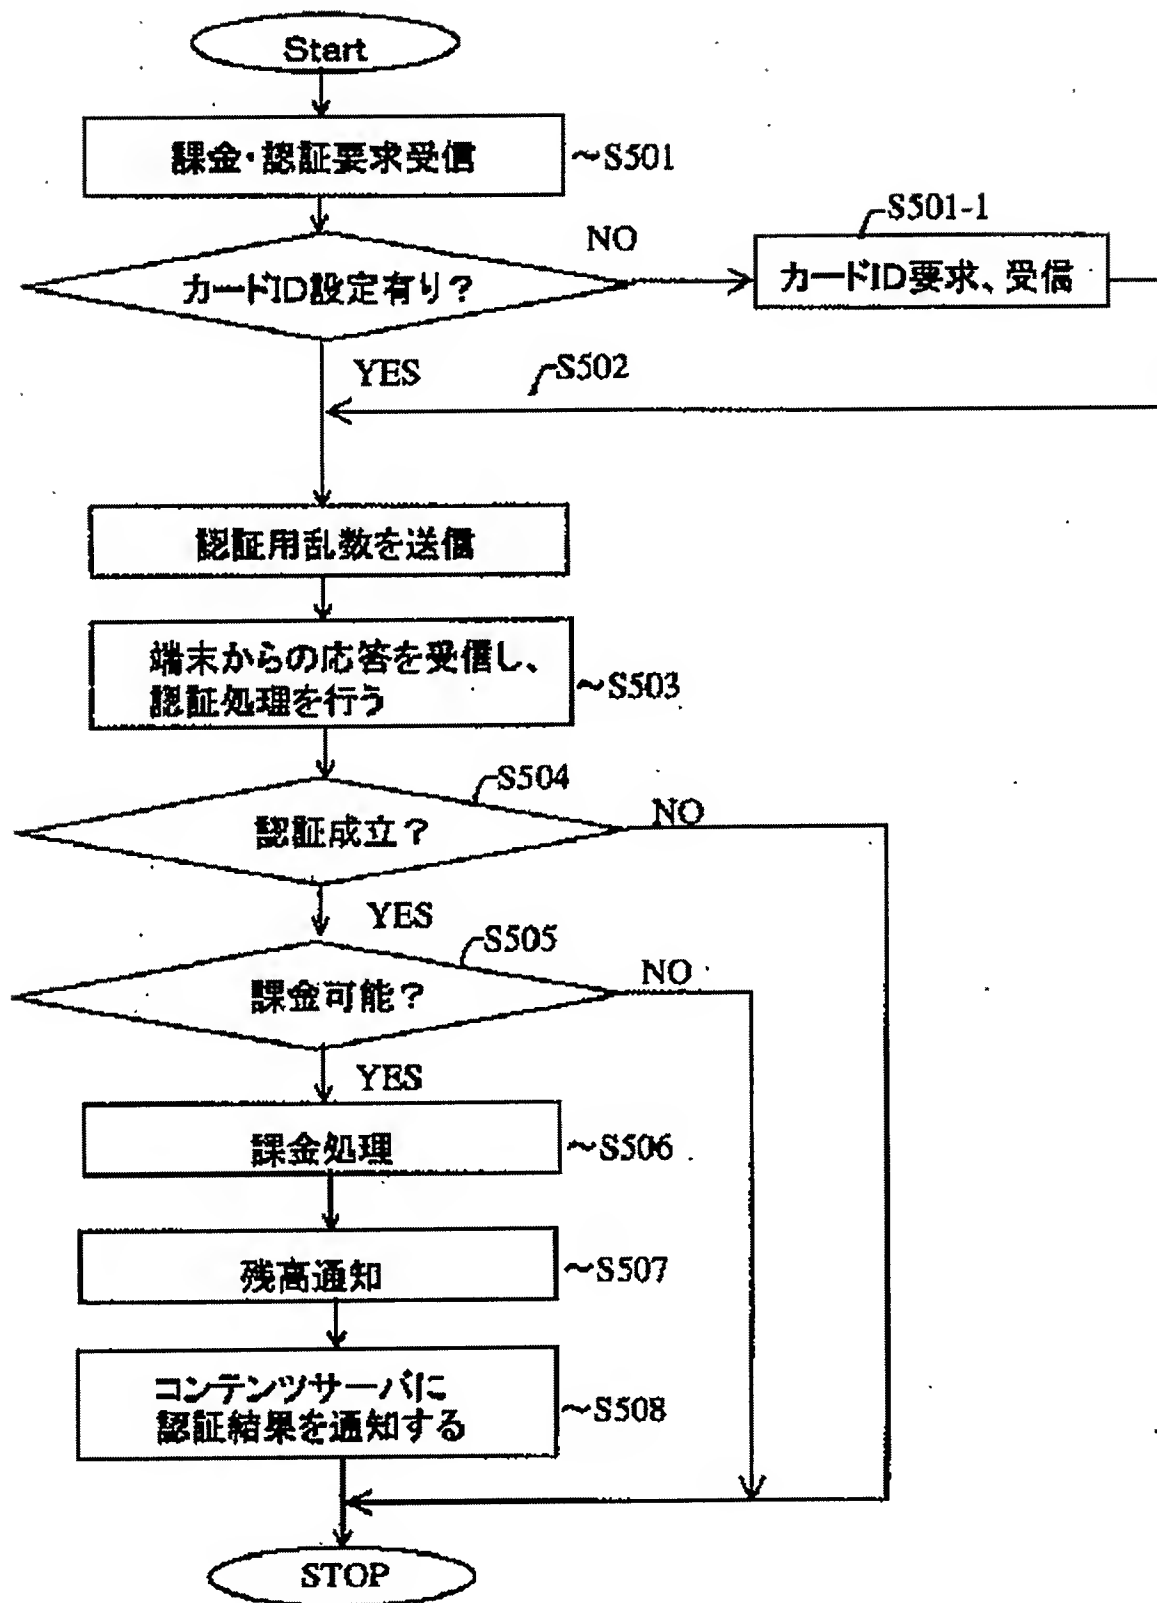 Start
課金・認証要求受信
～S501
S501-1
NO
カードID設定有り?
カードID要求、受信
YES
S502
認証用乱数を送信
端末からの応答を受信し、
認証処理を行う
～S503
S504
NO
認証成立?
YES
S505
NO
課金可能?
YES
課金処理
～S506
残高通知
～S507
コンテンツサーバに
認証結果を通知する
～S508
STOP